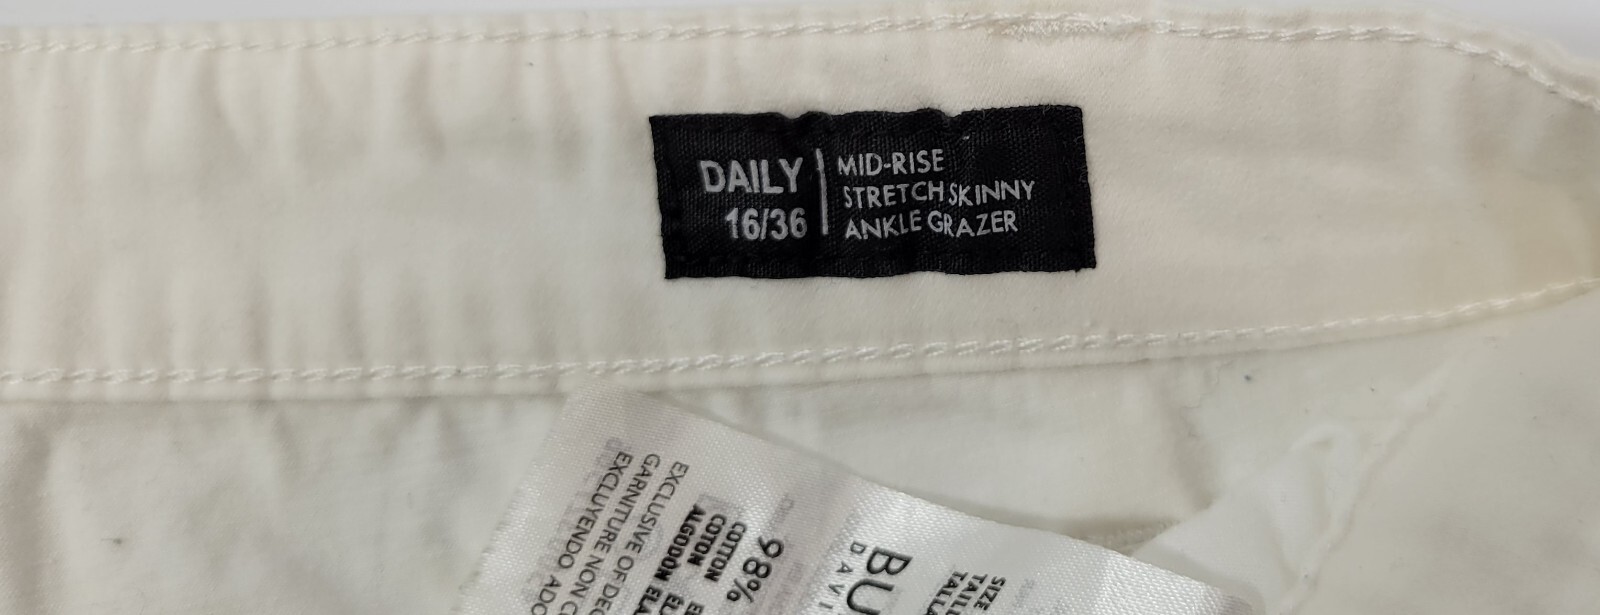 DAILY
16/36
MID-RISE
STRETCH SKINNY
ANKLE GRAZER
EXCLUSIVE OF
GARNITURE NON
EXCLUYENDO
98%
COTTON
COTON
ALGODON
BU
DAVI
SIZE